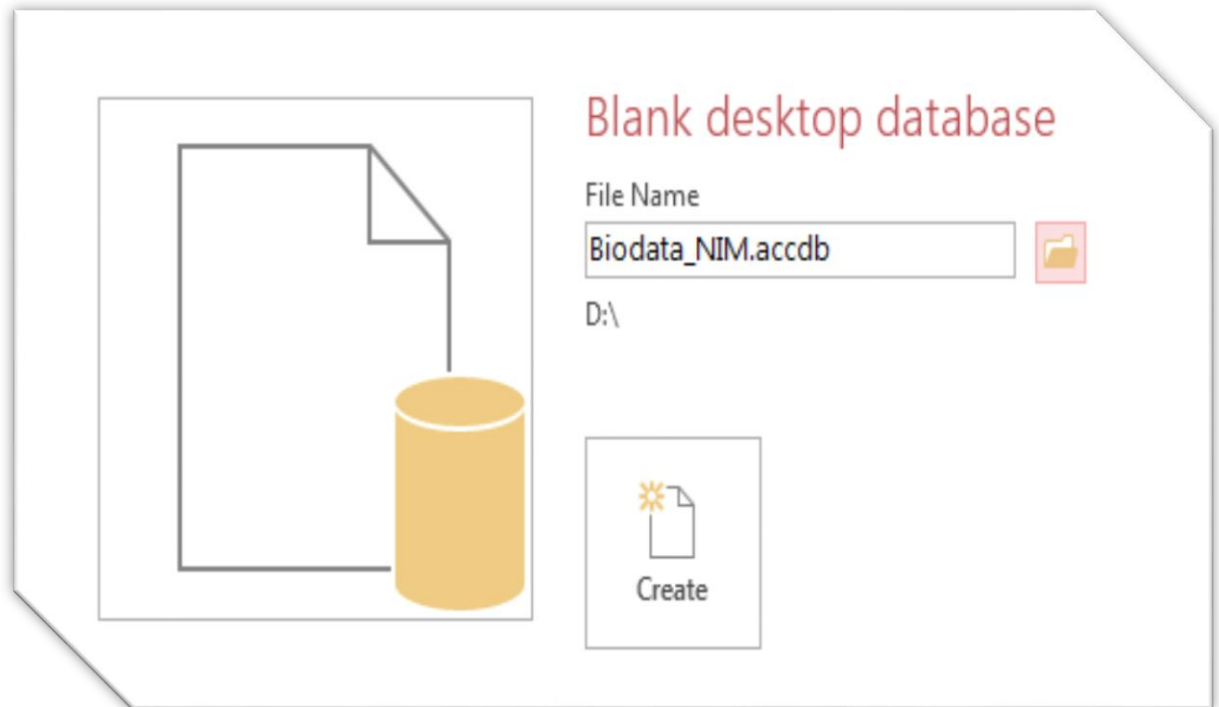 Blank desktop database
File Name
Biodata_NIM.accdb
D:\
Create